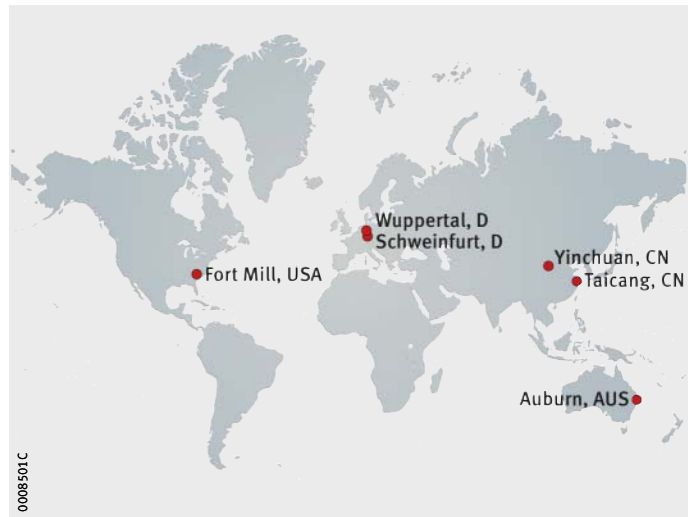 Wuppertal, D
Schweinfurt, D
Yinchuan, CN
Fort Mill, USA
Taicang, CN
Auburn, AUS
0008501C